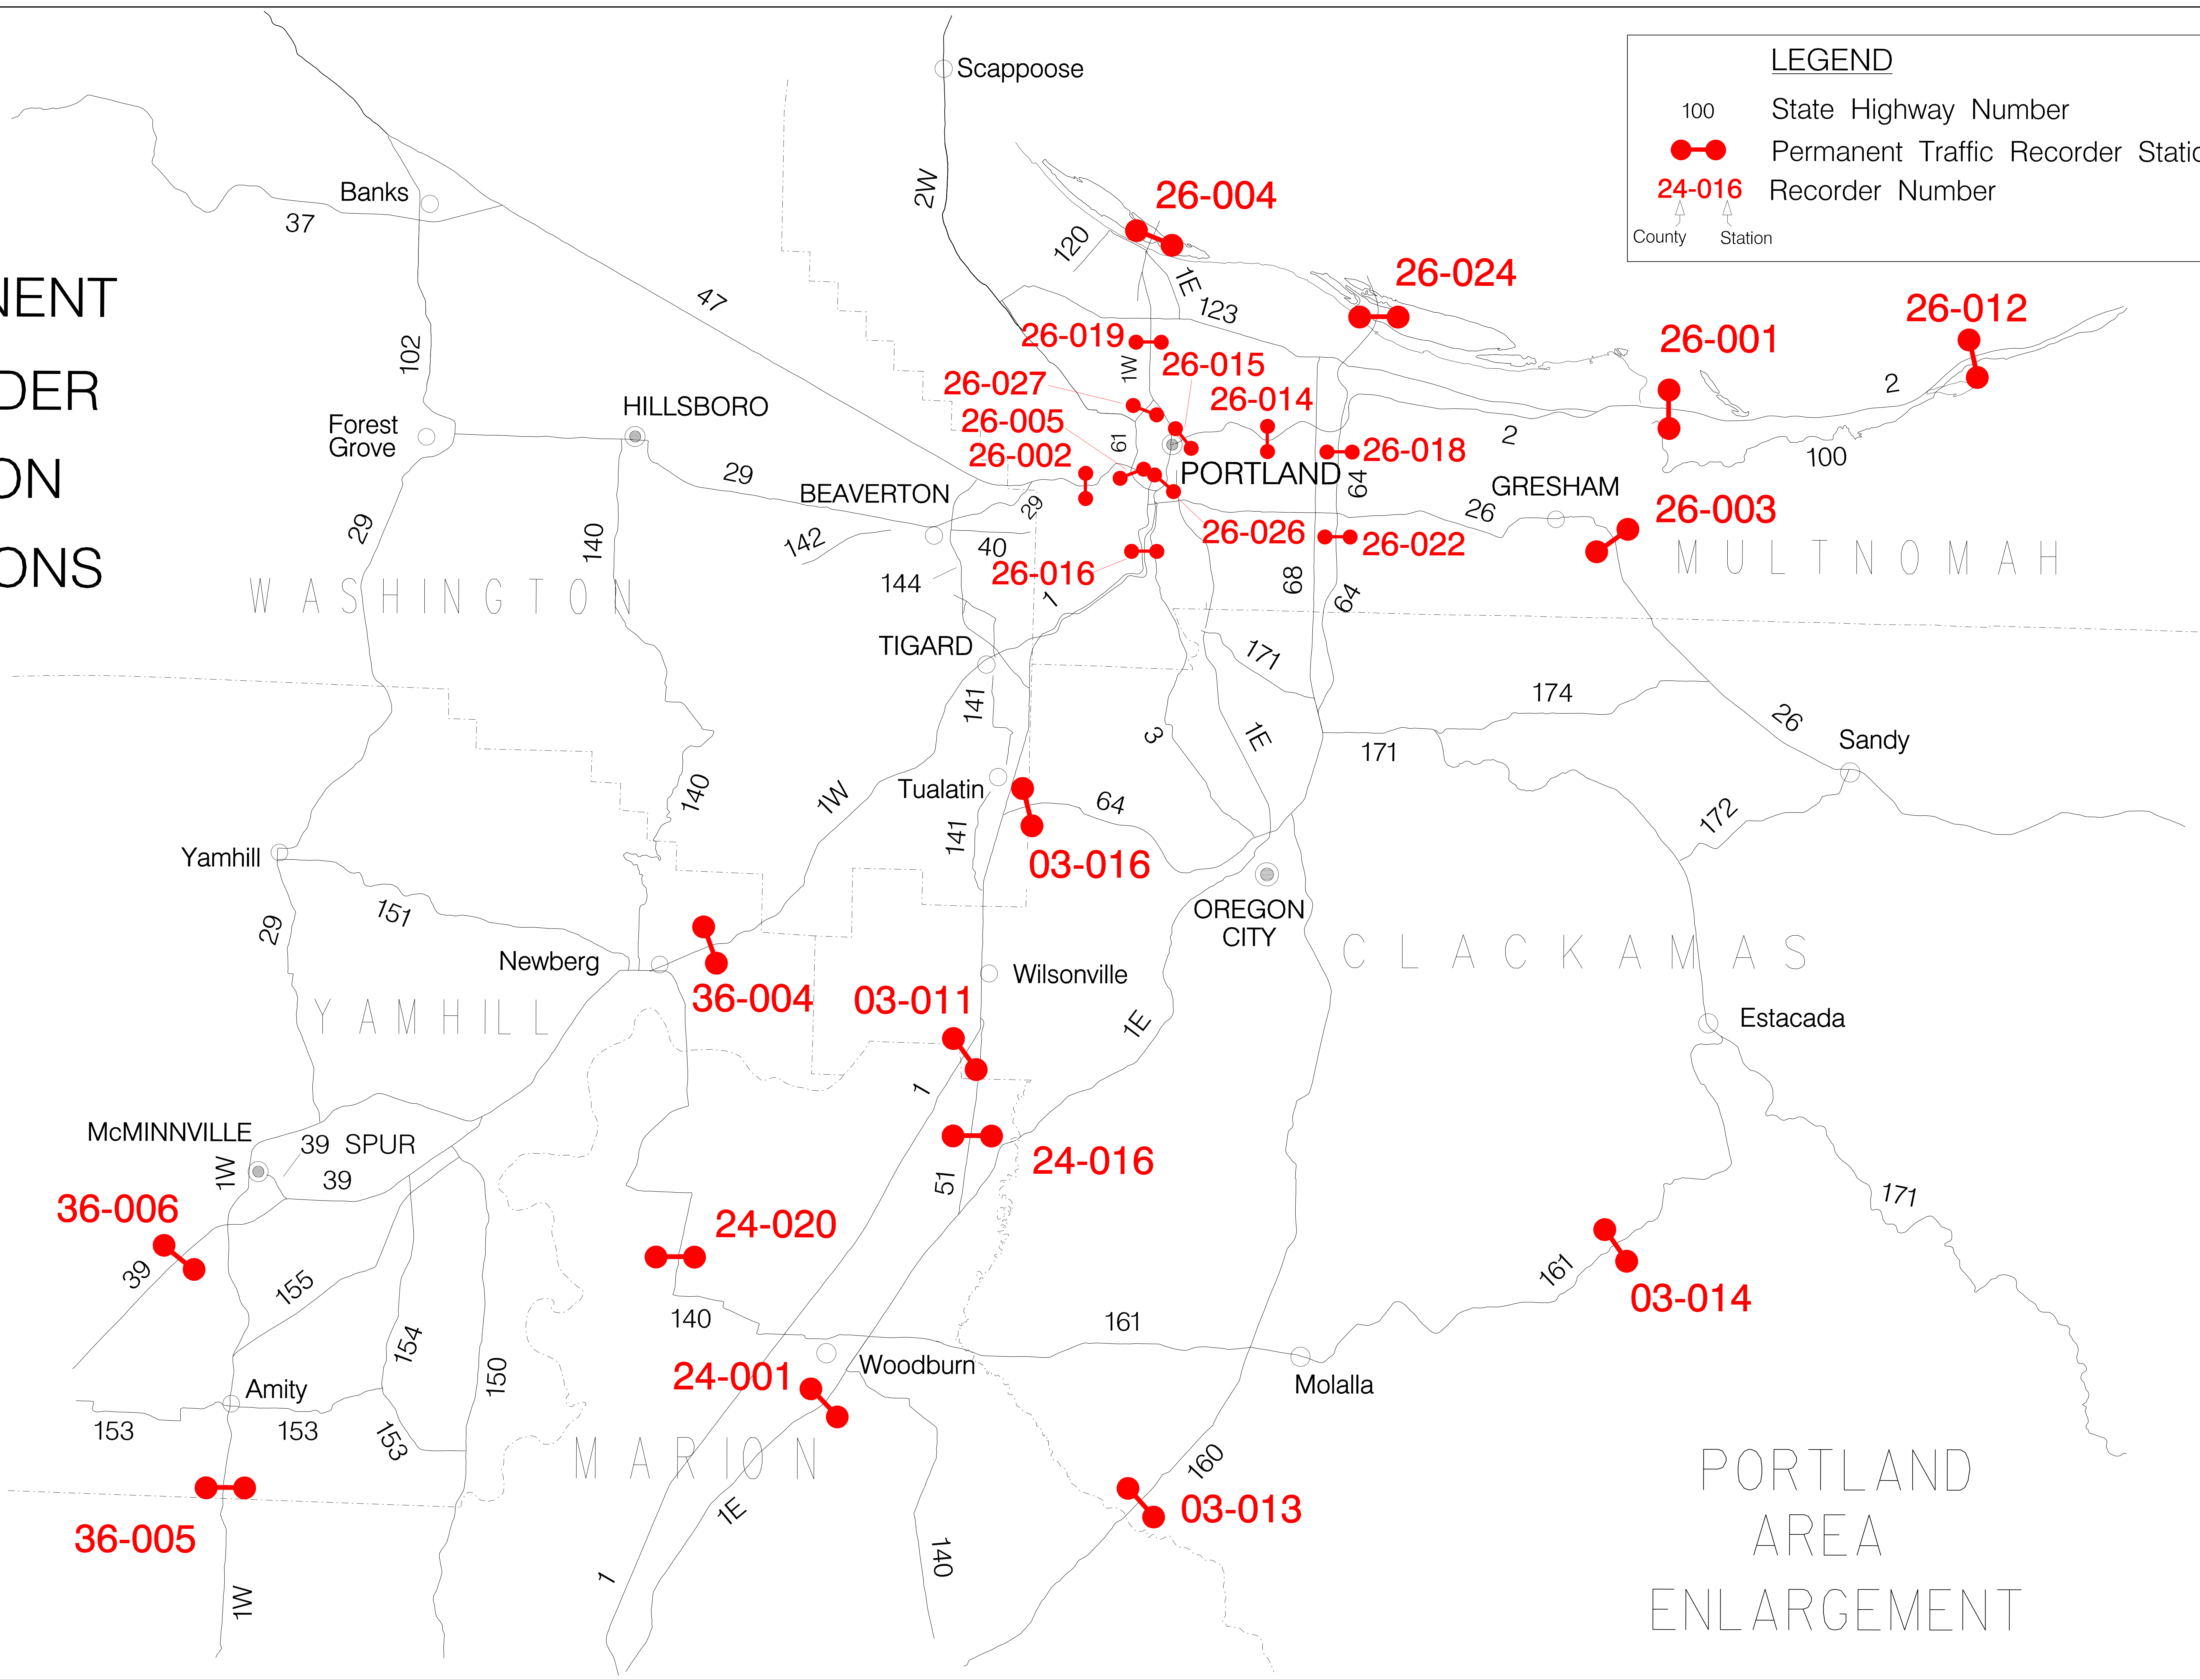 LEGEND
100 State Highway Number
Permanent Traffic Recorder Statio
24-016 Recorder Number
County Station
NENT
DER
ON
ONS
Scappoose
2W
26-004
120
1E
123
26-024
26-012
26-001
2
100
Banks
37
47
102
26-019
1W
26-015
26-027
26-014
26-005
61
26-002
PORTLAND
26-018
2
64
Forest
Grove
HILLSBORO
29
BEAVERTON
29
142
40
144
29
140
26-026
26-022
26-016
GRESHAM
26
26-003
MULTNOMAH
WASHINGTON
1
68
64
TIGARD
171
141
3
1E
174
171
26
Sandy
172
140
1W
Tualatin
64
141
03-016
Yamhill
151
29
OREGON
CITY
Newberg
36-004
Wilsonville
03-011
CLACKAMAS
YAMHILL
1E
Estacada
1
McMINNVILLE
39 SPUR
39
1W
24-016
51
36-006
39
24-020
155
171
161
03-014
154
150
140
161
24-001
Woodburn
Molalla
Amity
153
153
153
MARION
160
03-013
36-005
1E
1
140
1W
PORTLAND
AREA
ENLARGEMENT